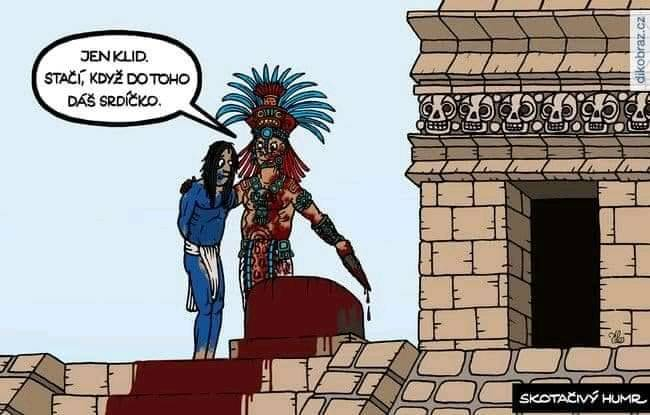 JEN KLID.
STAČÍ, KDYŽ DO TOHO
DÁŠ SRDÍČKO.
dikobraz.cz
SKOTAČIVÝ HUMR